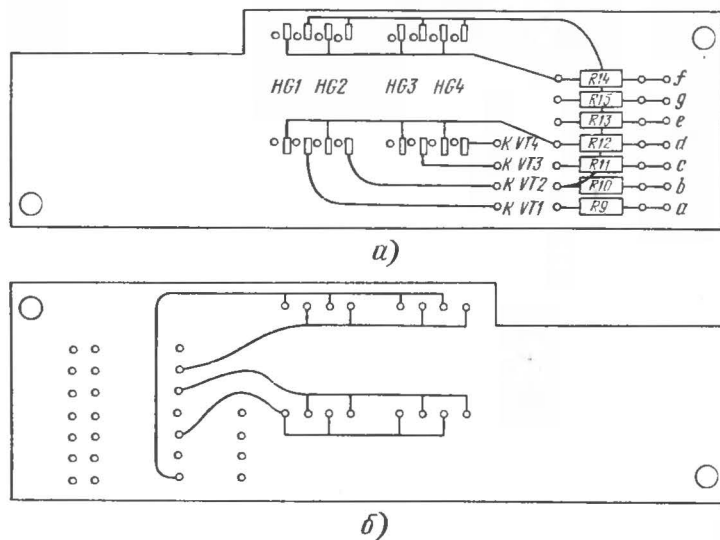 HG1 HG2 HG3 HG4
R14 f
R15 g
R13 e
K VT4 R12 d
K VT3 R11 c
K VT2 R10 b
K VT1 R9 a
а)
б)